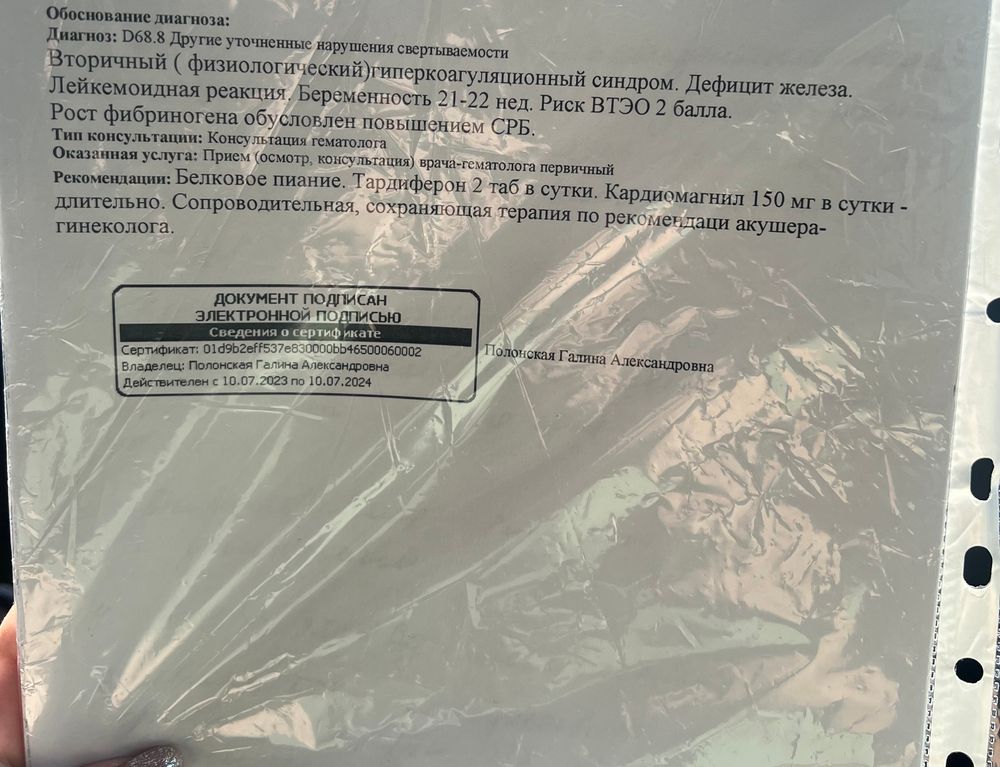 Обоснование диагноза:
Диагноз: D68.8 Другие уточненные нарушения свертываемости
Вторичный ( физиологический)гиперкоагуляционный синдром. Дефицит железа.
Лейкемоидная реакция. Беременность 21-22 нед. Риск ВТЭО 2 балла.
Рост фибриногена обусловлен повышением СРБ.
Тип консультации: Консультация гематолога
Оказанная услуга: Прием (осмотр, консультация) врача-гематолога первичный
Рекомендации: Белковое пиание. Тардиферон 2 таб в сутки. Кардиомагнил 150 мг в сутки -
длительно. Сопроводительная, сохраняющая терапия по рекомендаци акушера-
гинеколога.
ДОКУМЕНТ ПОДПИСАН
ЭЛЕКТРОННОЙ ПОДПИСЬЮ
Сведения о сертификате
Сертификат: 01d9b2eff537e830000bb46500060002
Владелец: Полонская Галина Александровна
Действителен с 10.07.2023 по 10.07.2024
Полонская Галина Александровна